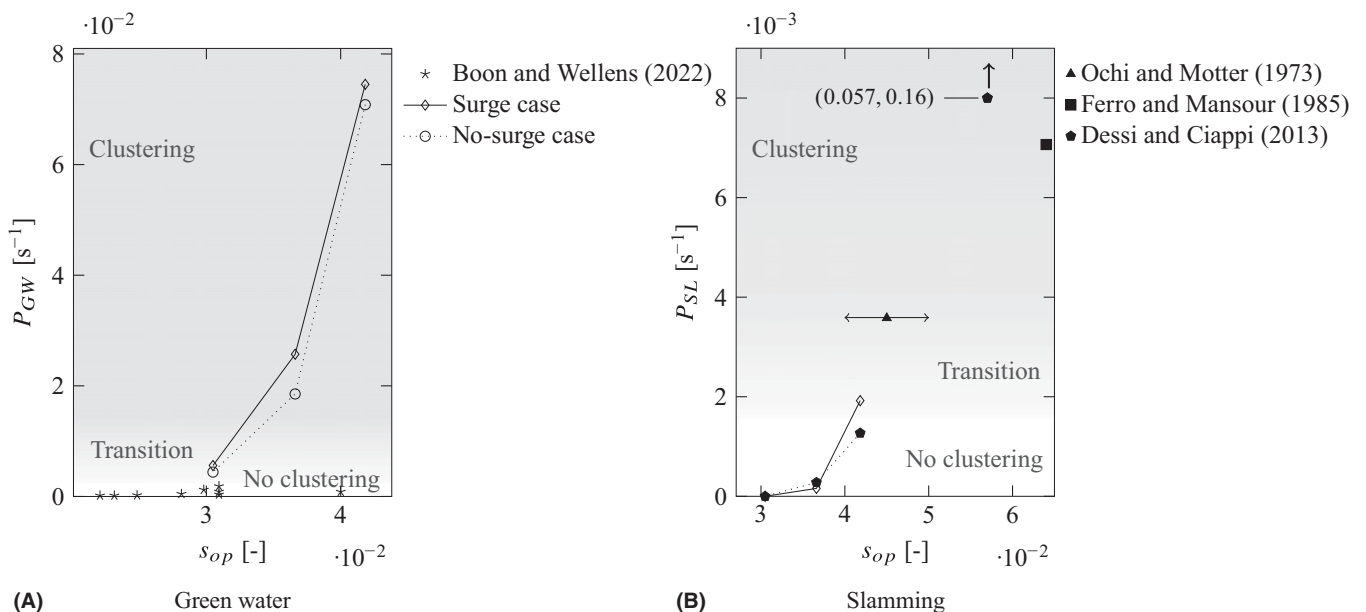 ·10⁻²
8
6
4
2
0
P_GW [s⁻¹]
Clustering
Transition
No clustering
3
4
s_op [-]
·10⁻²
Boon and Wellens (2022)
Surge case
No-surge case
(A) Green water
·10⁻³
8
6
4
2
0
P_SL [s⁻¹]
(0.057, 0.16)
Clustering
Transition
No clustering
3
4
5
6
s_op [-]
·10⁻²
Ochi and Motter (1973)
Ferro and Mansour (1985)
Dessi and Ciappi (2013)
(B) Slamming